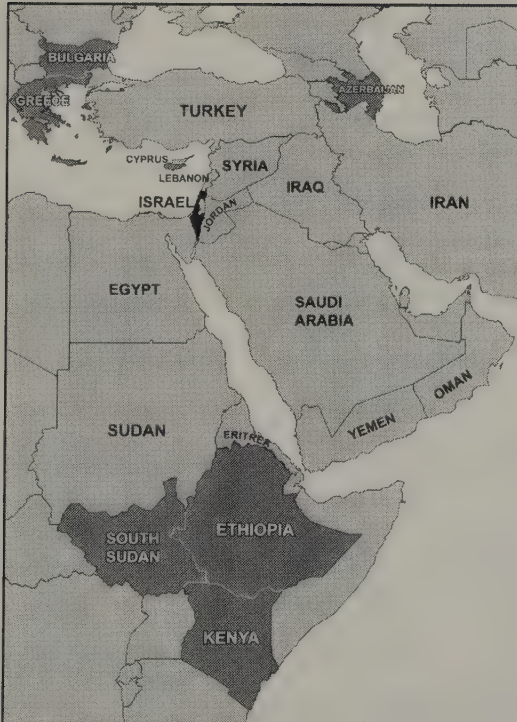 BULGARIA
GREECE
AZERBAIJAN
TURKEY
CYPRUS
SYRIA
LEBANON
IRAQ
IRAN
ISRAEL
JORDAN
EGYPT
SAUDI
ARABIA
OMAN
YEMEN
SUDAN
ERITREA
SOUTH
SUDAN
ETHIOPIA
KENYA